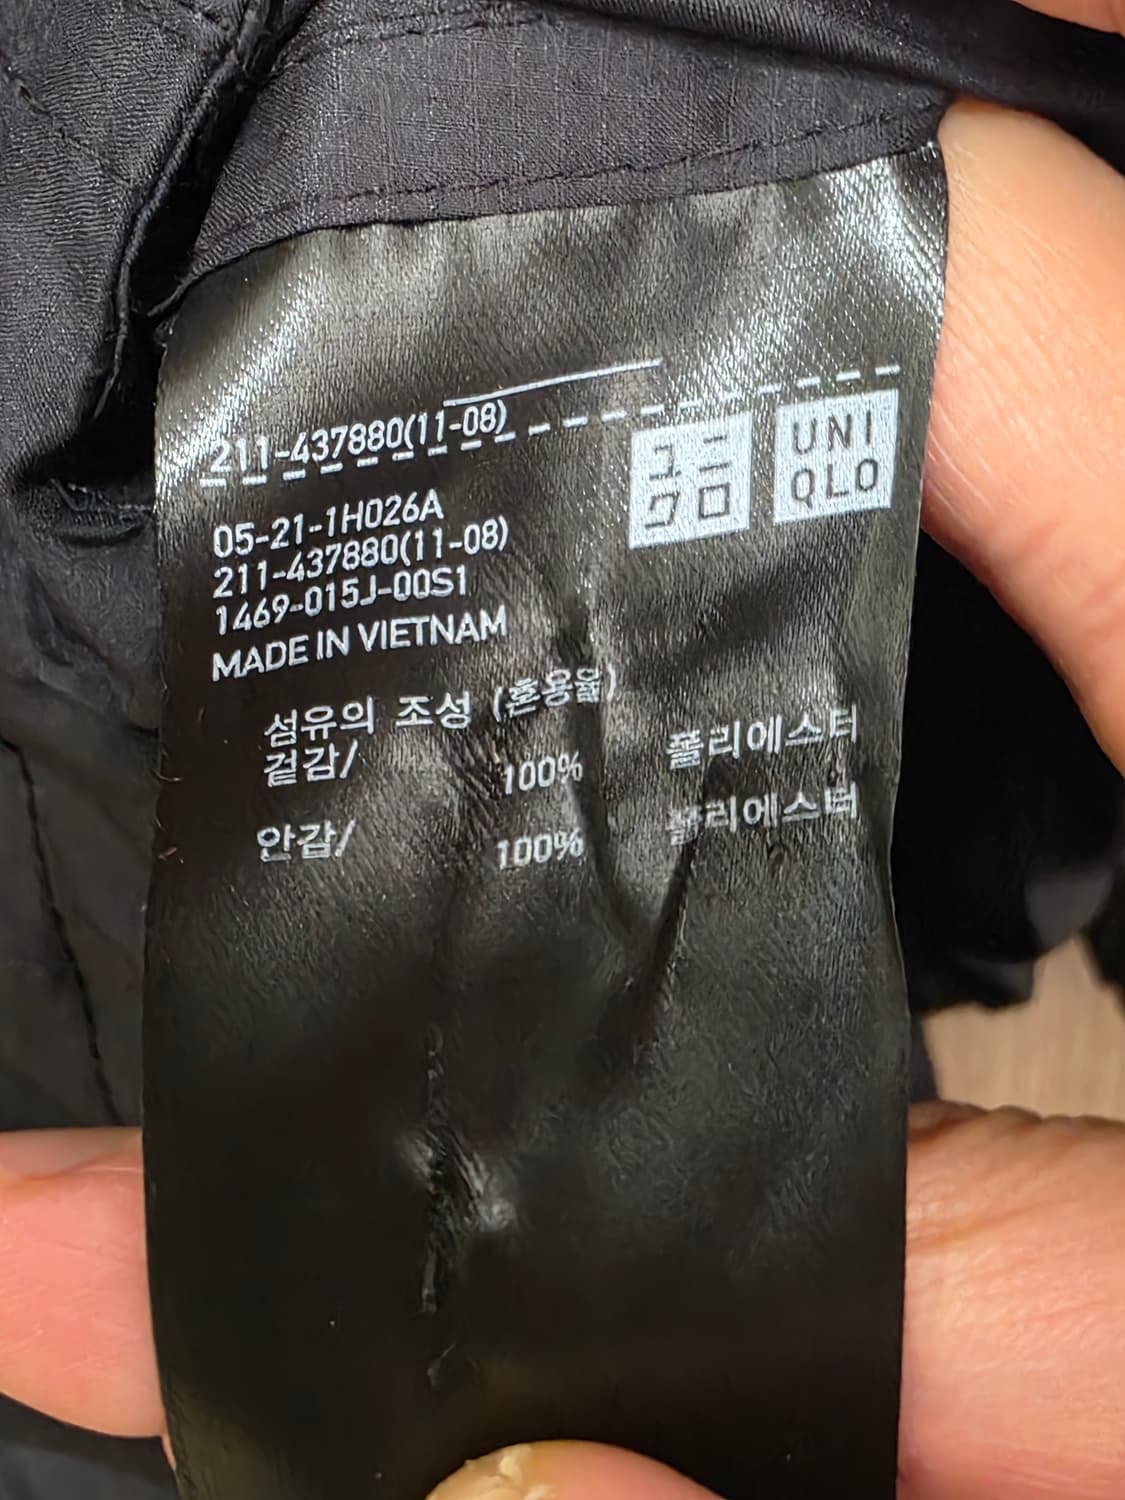 211-437880(11-08)
ユニ
クロ
UNI
QLO
05-21-1H026A
211-437880(11-08)
1469-015J-00S1
MADE IN VIETNAM
섬유의 조성 (혼용율)
겉감/ 100% 폴리에스터
안감/ 100% 폴리에스터